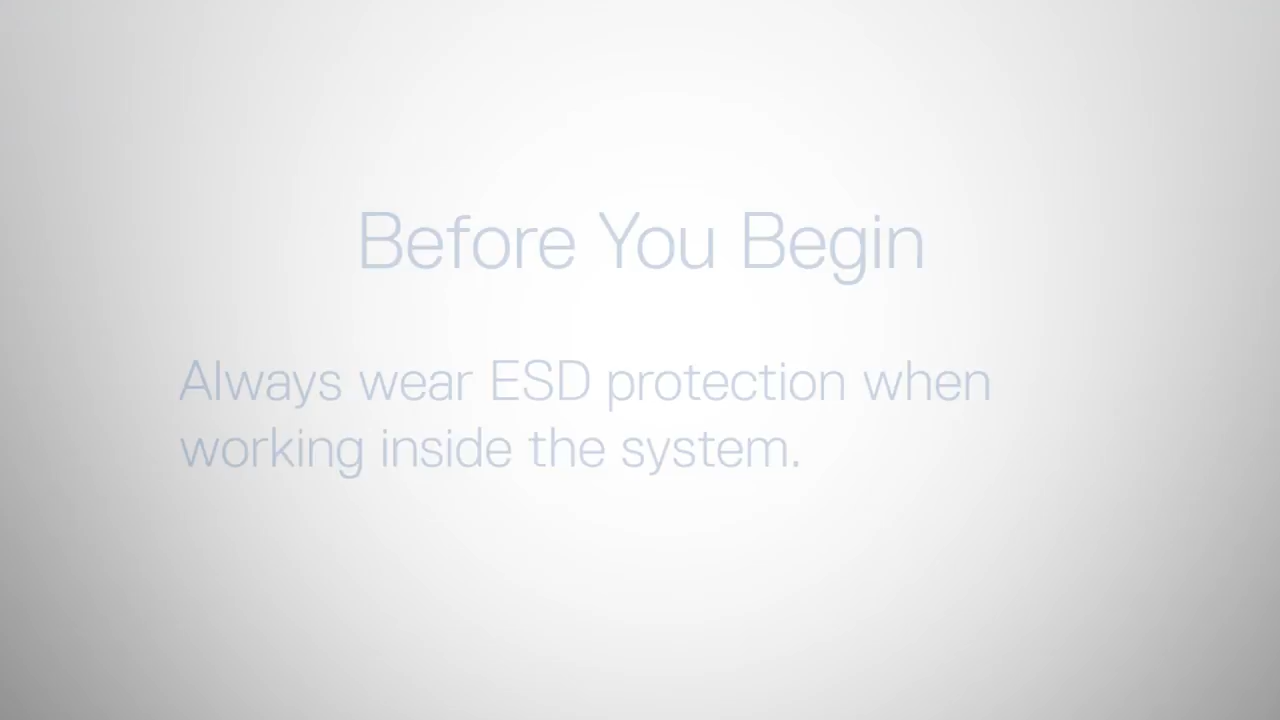 Before You Begin
Always wear ESD protection when
working inside the system.